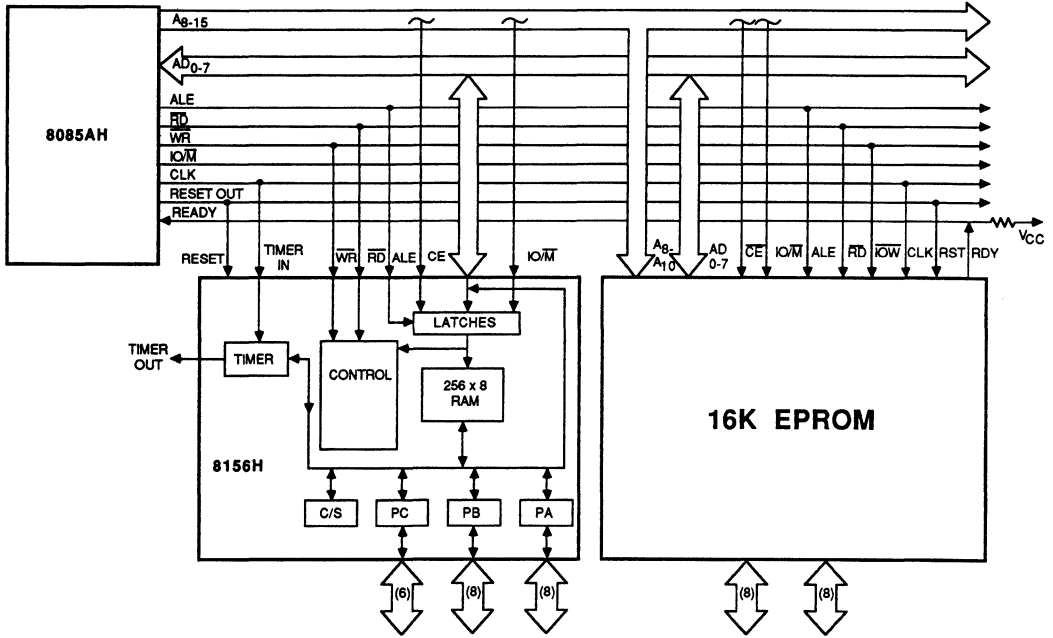 A8-15
AD0-7
8085AH
ALE
RD
WR
IO/M
CLK
RESET OUT
READY
VCC
RESET
TIMER IN
WR
RD
ALE
CE
IO/M
A8-
A10
AD
0-7
CE
IO/M
ALE
RD
IOW
CLK
RST
RDY
LATCHES
TIMER
OUT
TIMER
CONTROL
256 x 8
RAM
16K EPROM
8156H
C/S
PC
PB
PA
(6)
(8)
(8)
(8)
(8)